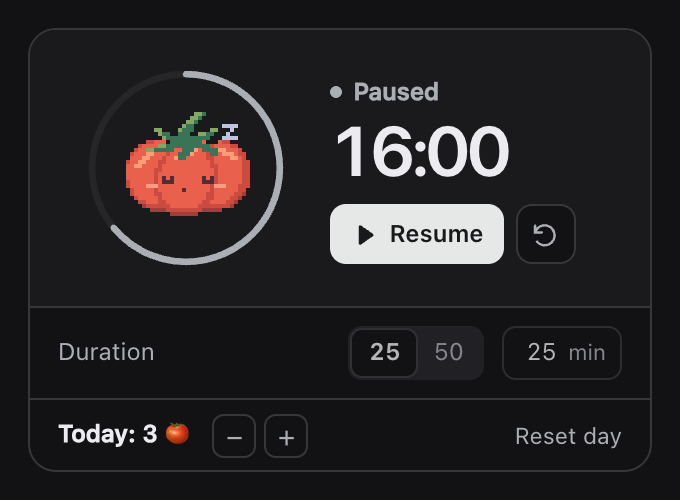 Z
Paused
16:00
Resume
Duration 25 50 25 min
Today: 3 🍅 − + Reset day